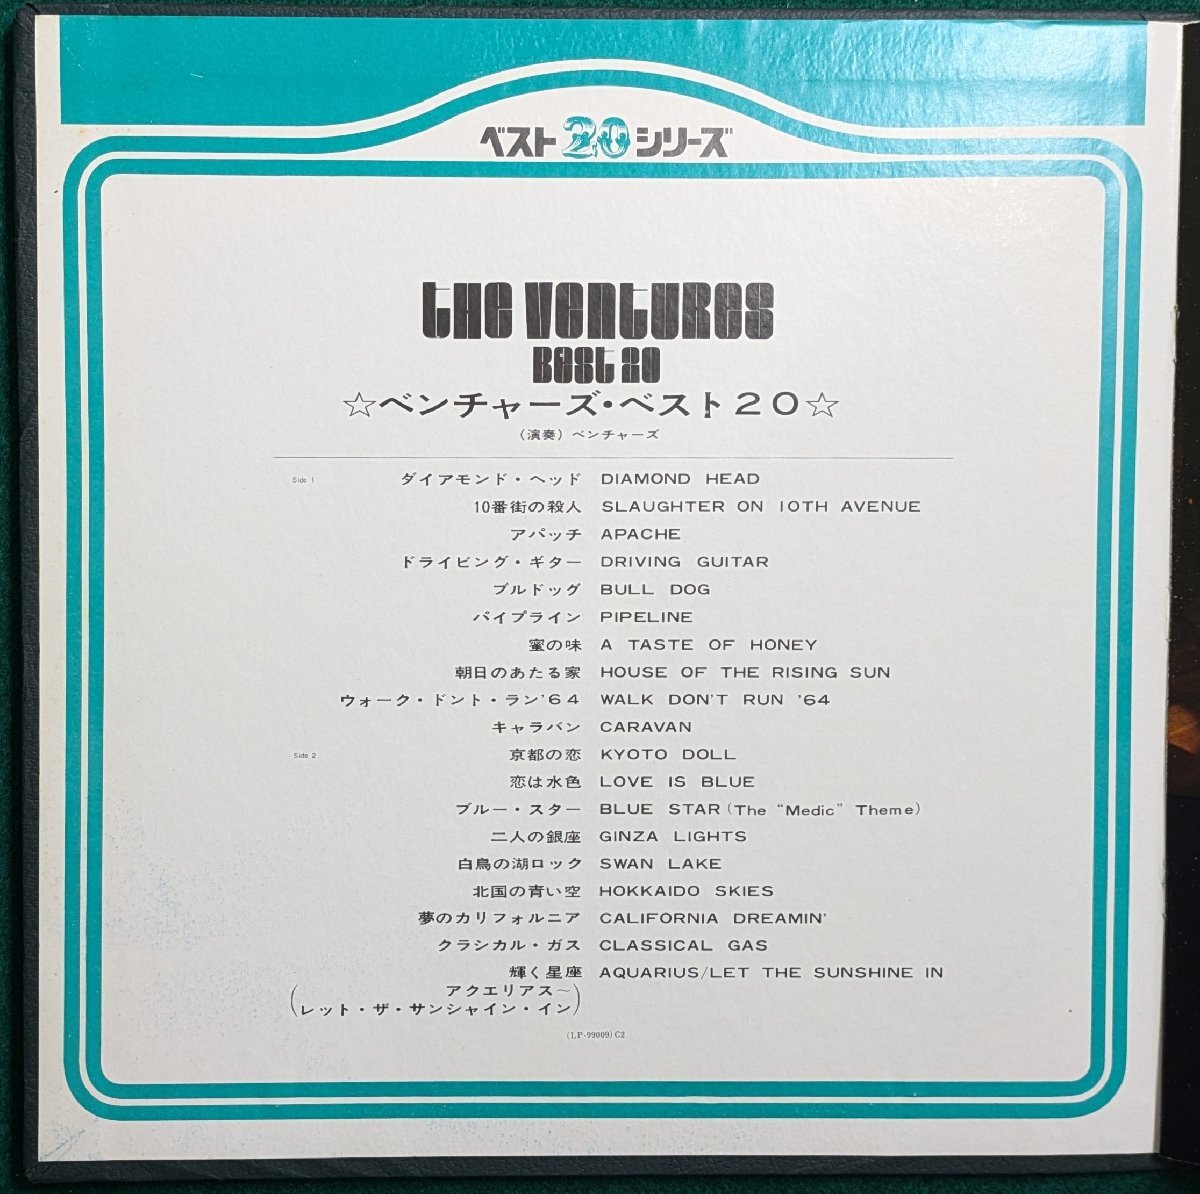 ベスト20シリーズ
THE VENTURES
BEST 20
☆ベンチャーズ・ベスト20☆
(演奏) ベンチャーズ
Side 1 ダイアモンド・ヘッド DIAMOND HEAD
10番街の殺人 SLAUGHTER ON 10TH AVENUE
アパッチ APACHE
ドライビング・ギター DRIVING GUITAR
ブルドッグ BULL DOG
パイプライン PIPELINE
蜜の味 A TASTE OF HONEY
朝日のあたる家 HOUSE OF THE RISING SUN
ウォーク・ドント・ラン'64 WALK DON'T RUN '64
キャラバン CARAVAN
Side 2 京都の恋 KYOTO DOLL
恋は水色 LOVE IS BLUE
ブルー・スター BLUE STAR (The "Medic" Theme)
二人の銀座 GINZA LIGHTS
白鳥の湖ロック SWAN LAKE
北国の青い空 HOKKAIDO SKIES
夢のカリフォルニア CALIFORNIA DREAMIN'
クラシカル・ガス CLASSICAL GAS
輝く星座 AQUARIUS/LET THE SUNSHINE IN
(アクエリアス〜
レット・ザ・サンシャイン・イン)
(LP-99009) C2